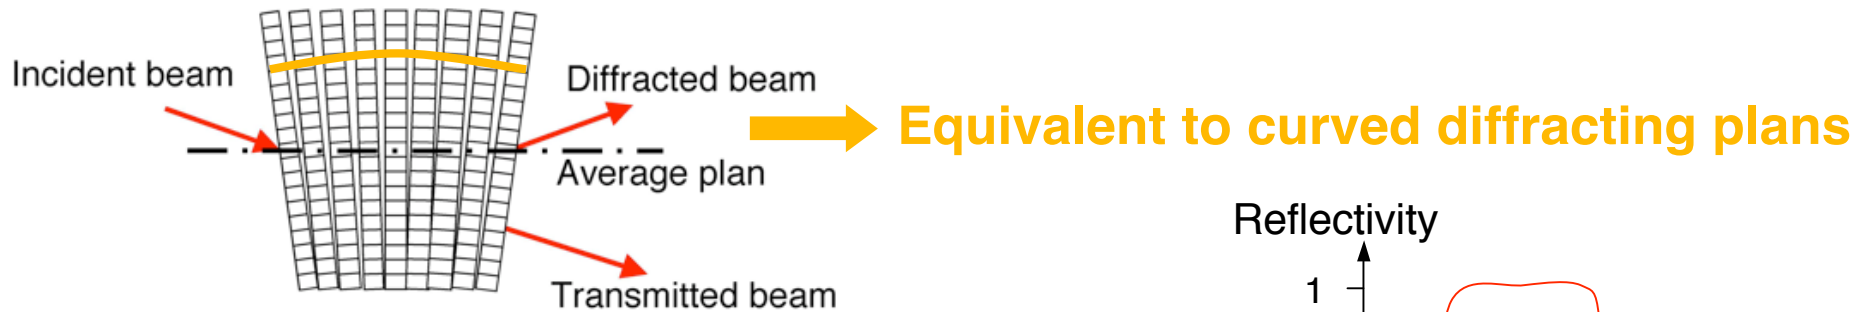 Incident beam
Diffracted beam
Equivalent to curved diffracting plans
Average plan
Reflectivity
1
Transmitted beam